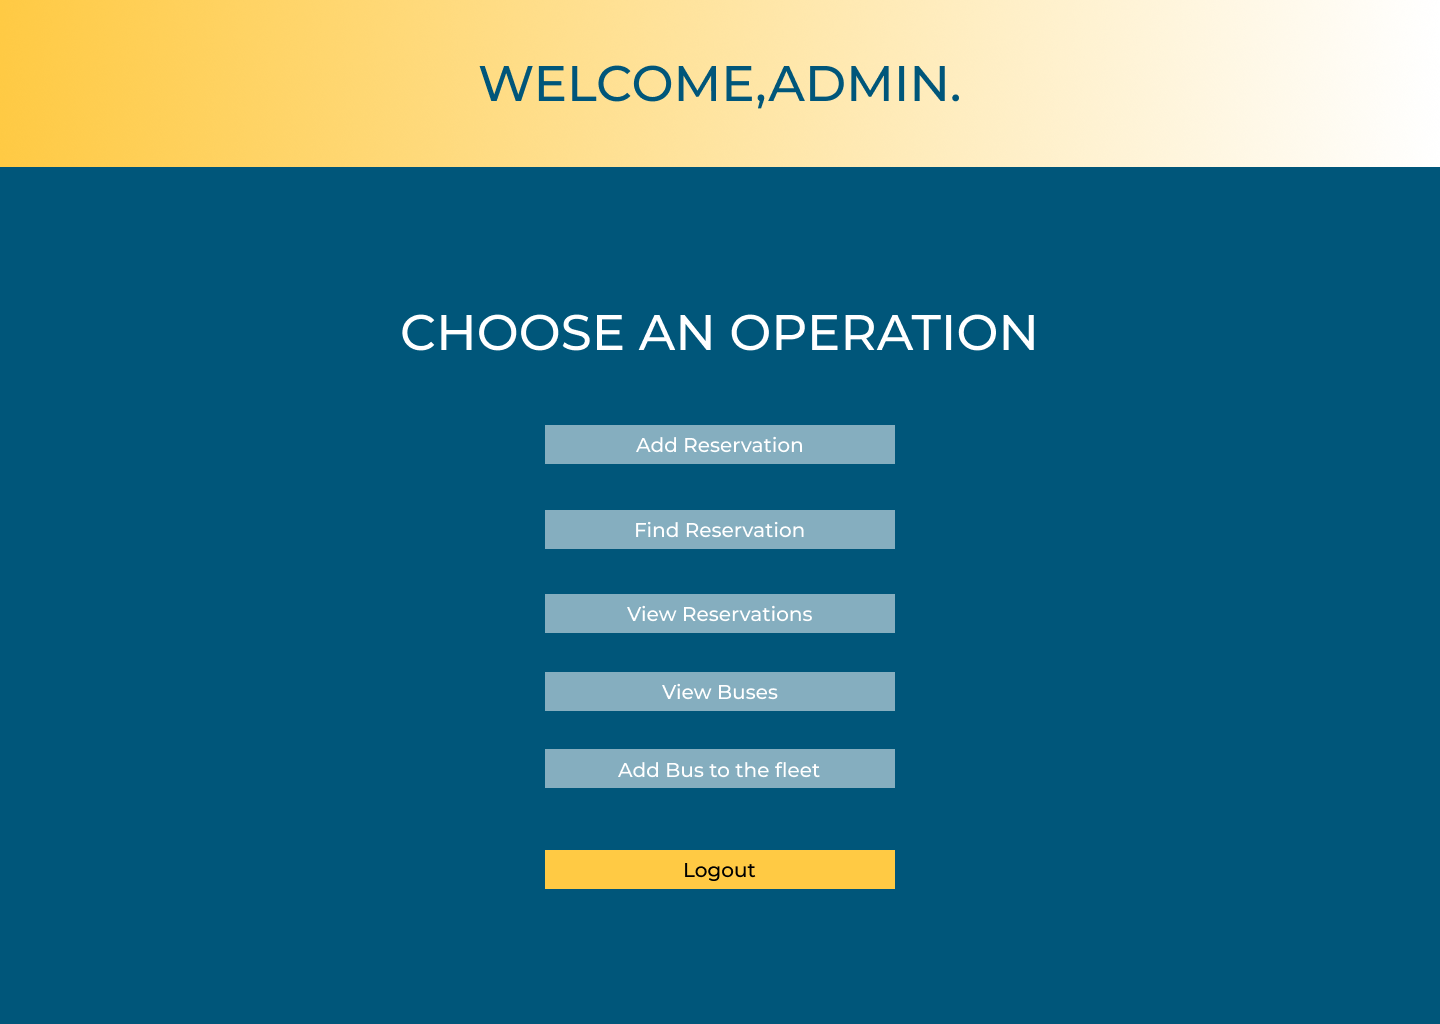 WELCOME,ADMIN.
CHOOSE AN OPERATION
Add Reservation
Find Reservation
View Reservations
View Buses
Add Bus to the fleet
Logout